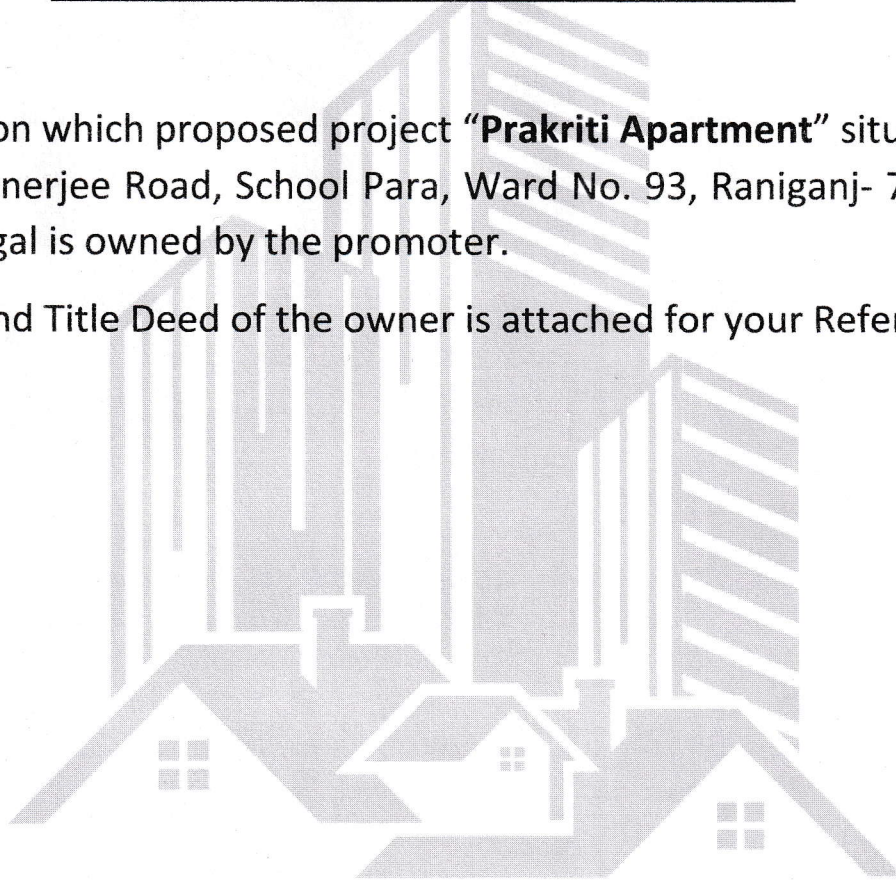 on which proposed project “Prakriti Apartment” situ
nerjee Road, School Para, Ward No. 93, Raniganj- 7
gal is owned by the promoter.
nd Title Deed of the owner is attached for your Refer